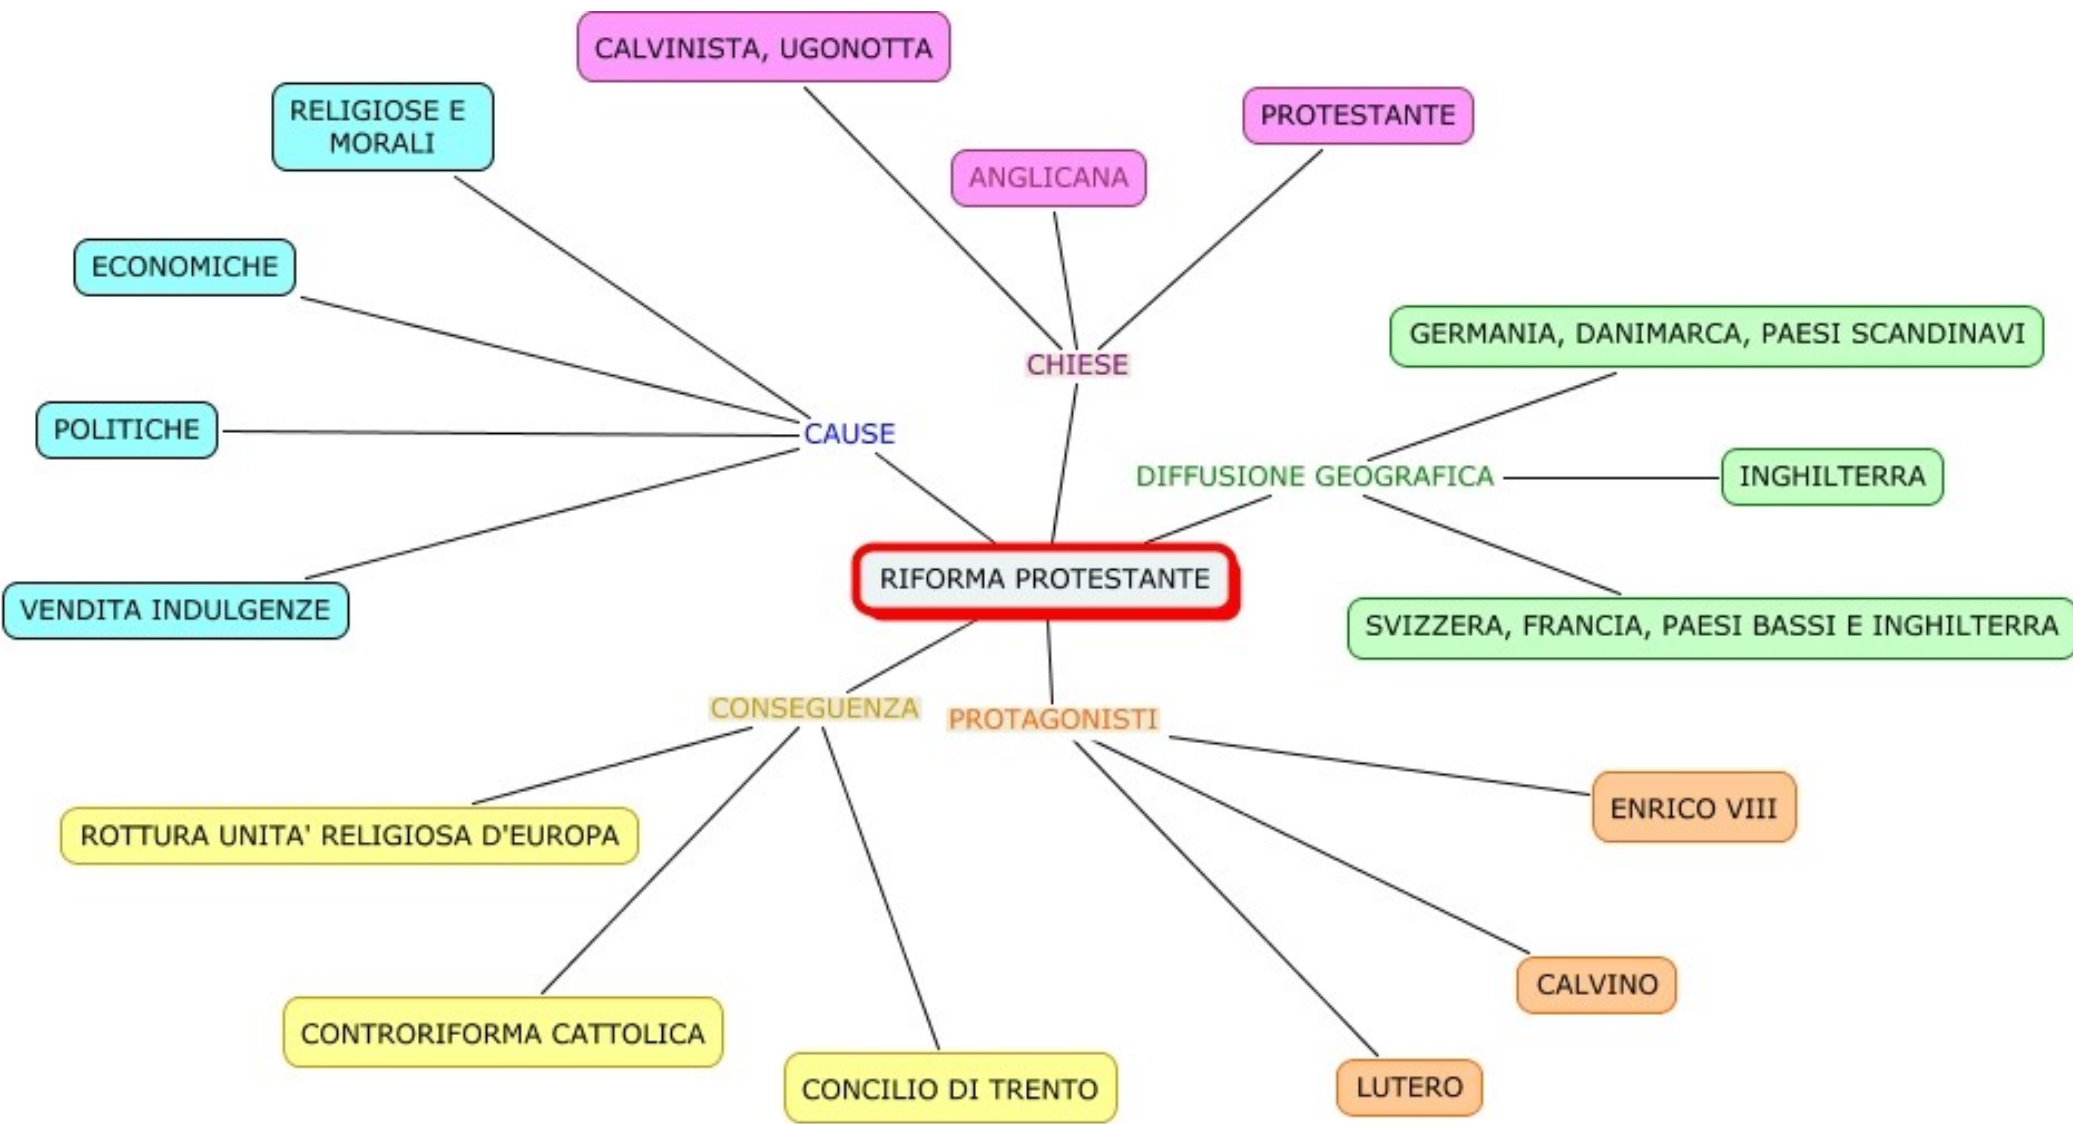 CALVINISTA, UGONOTTA
RELIGIOSE E
MORALI
PROTESTANTE
ANGLICANA
ECONOMICHE
GERMANIA, DANIMARCA, PAESI SCANDINAVI
CHIESE
POLITICHE
CAUSE
DIFFUSIONE GEOGRAFICA
INGHILTERRA
RIFORMA PROTESTANTE
VENDITA INDULGENZE
SVIZZERA, FRANCIA, PAESI BASSI E INGHILTERRA
CONSEGUENZA
PROTAGONISTI
ROTTURA UNITA' RELIGIOSA D'EUROPA
ENRICO VIII
CALVINO
CONTRORIFORMA CATTOLICA
CONCILIO DI TRENTO
LUTERO